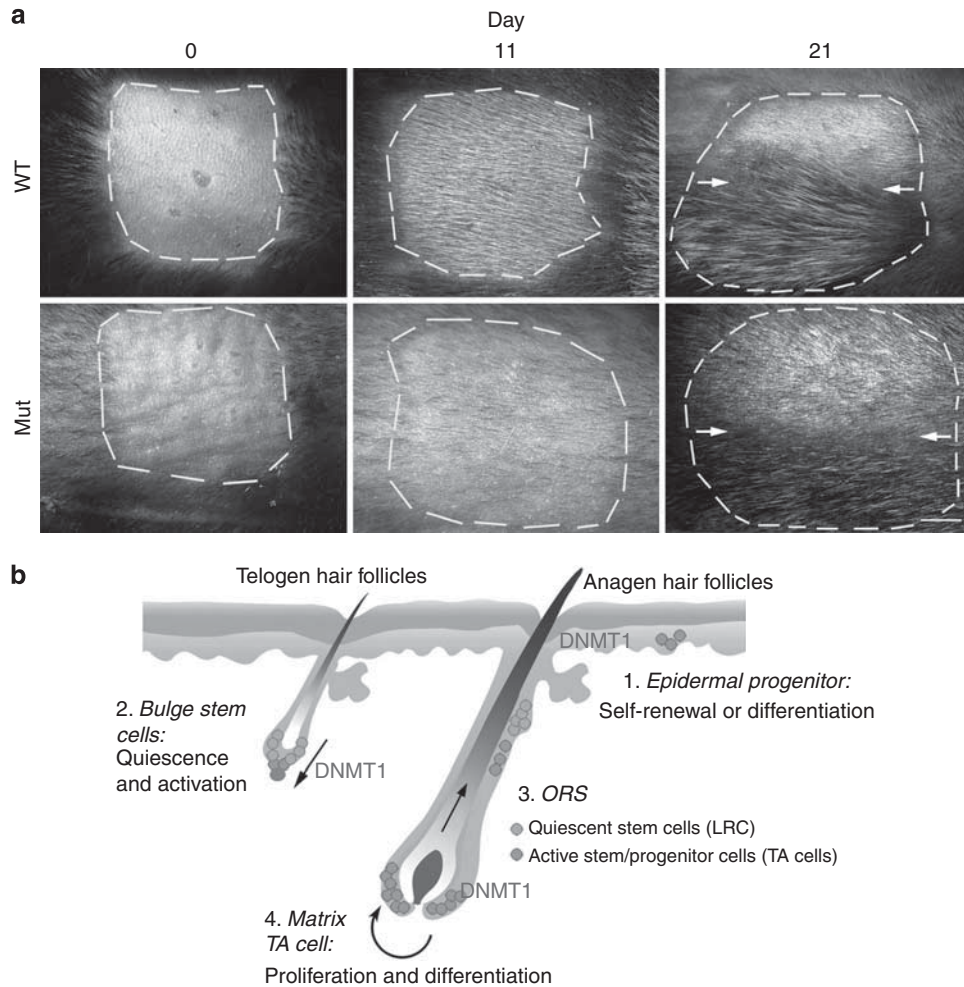 a
Day
0
11
21
WT
Mut
b
Telogen hair follicles
Anagen hair follicles
DNMT1
1. Epidermal progenitor:
Self-renewal or differentiation
2. Bulge stem
cells:
Quiescence
and activation
DNMT1
3. ORS
Quiescent stem cells (LRC)
Active stem/progenitor cells (TA cells)
DNMT1
4. Matrix
TA cell:
Proliferation and differentiation